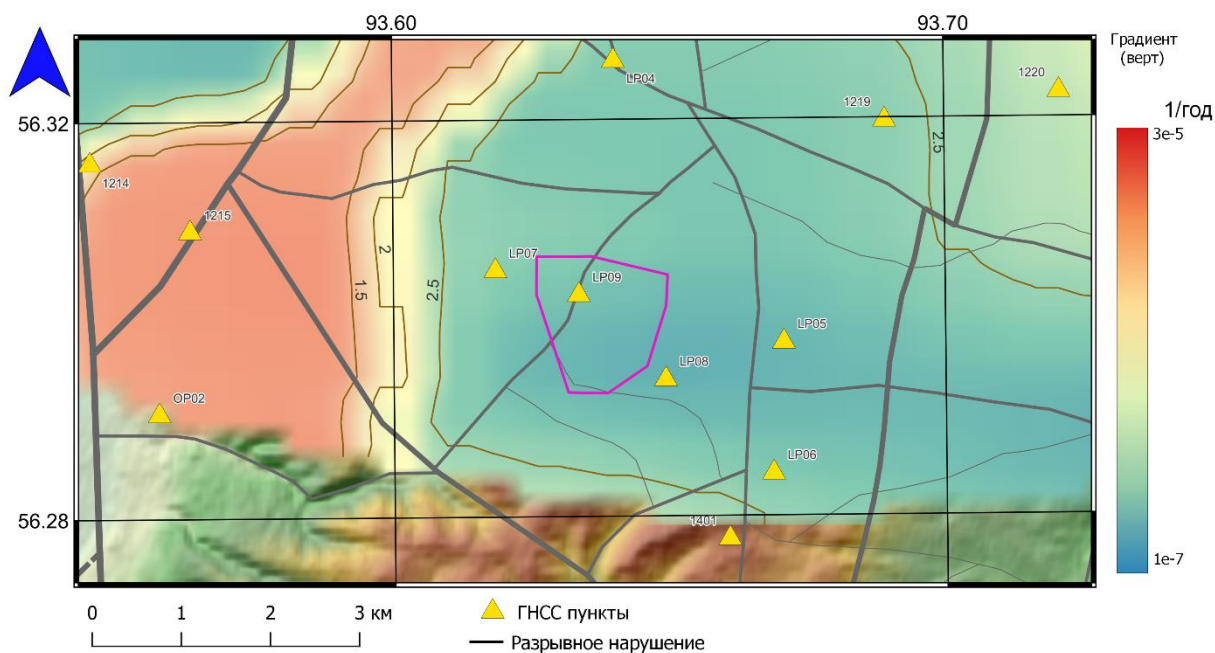 93.60
93.70
Градиент
(верт)
1/год
3e-5
1e-7
56.32
56.28
LP04
1219
1220
2.5
1214
1215
LP07
LP09
2
1.5
2.5
LP05
LP08
OP02
LP06
1401
0 1 2 3 км
ГНСС пункты
Разрывное нарушение